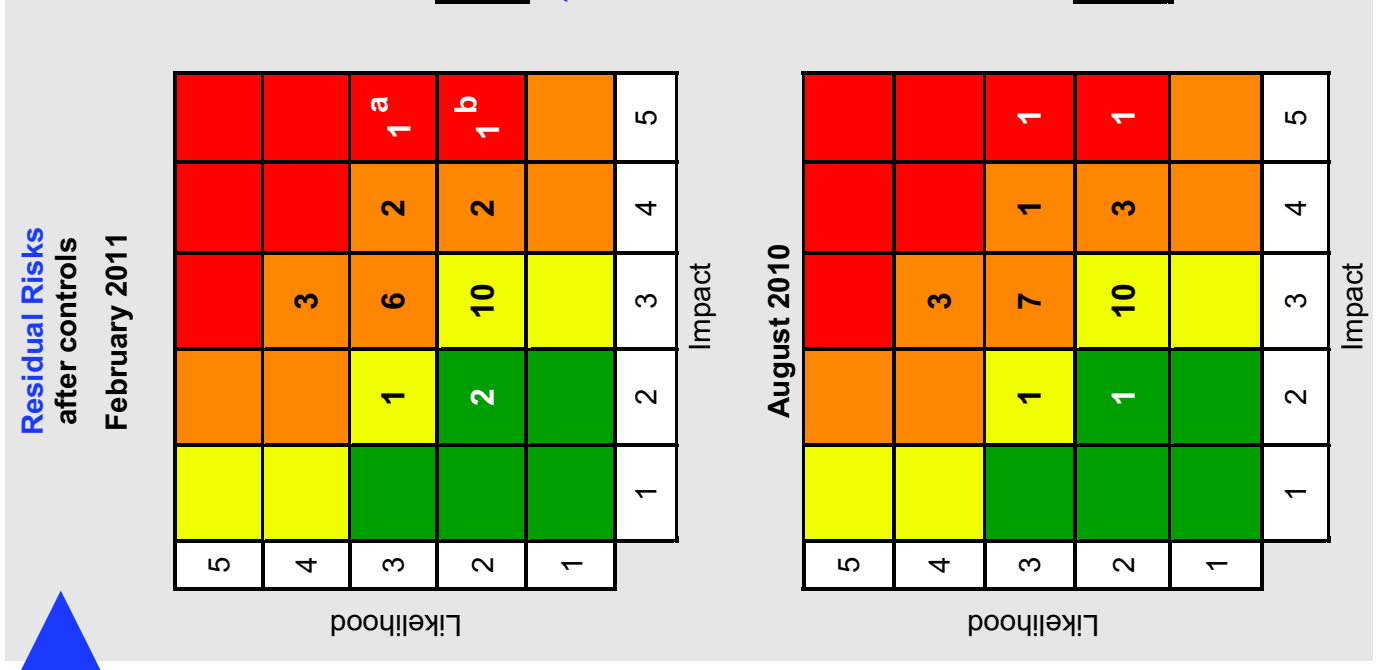 Residual Risks
after controls
February 2011
Likelihood
5
4 3
3 1 6 2 1 a
2 2 10 2 1 b
1
1 2 3 4 5
Impact
August 2010
Likelihood
5
4 3
3 1 7 1 1
2 1 10 3 1
1
1 2 3 4 5
Impact